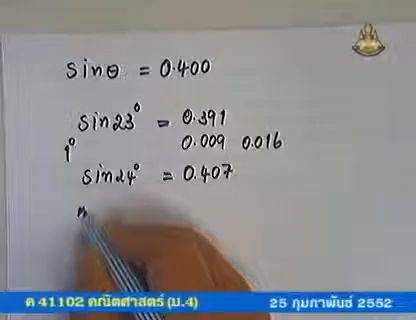 sinθ = 0.400
sin23° = 0.391
1° 0.009 0.016
sin24° = 0.407
ค 41102 คณิตศาสตร์ (ม.4) 25 กุมภาพันธ์ 2552